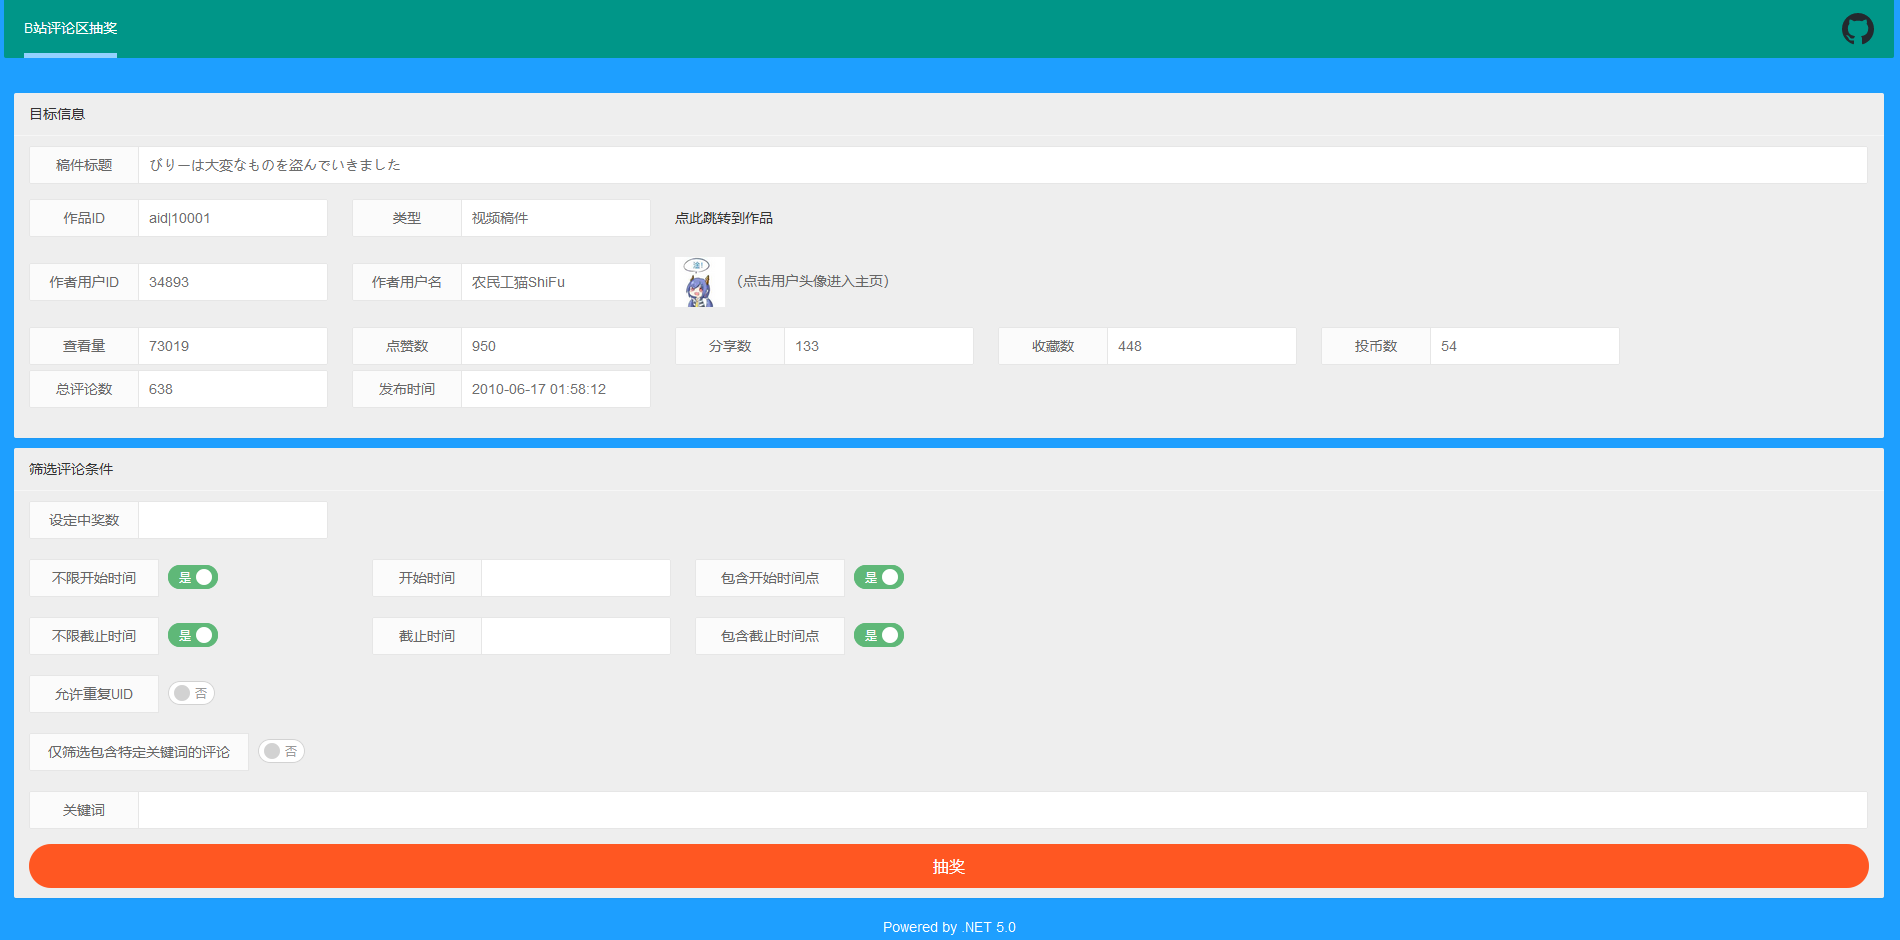 B站评论区抽奖
目标信息
稿件标题 びりーは大変なものを盗んでいきました
作品ID aid|10001 类型 视频稿件 点此跳转到作品
作者用户ID 34893 作者用户名 农民工猫ShiFu (点击用户头像进入主页)
查看量 73019 点赞数 950 分享数 133 收藏数 448 投币数 54
总评论数 638 发布时间 2010-06-17 01:58:12
筛选评论条件
设定中奖数
不限开始时间 是 开始时间 包含开始时间点 是
不限截止时间 是 截止时间 包含截止时间点 是
允许重复UID 否
仅筛选包含特定关键词的评论 否
关键词
抽奖
Powered by .NET 5.0